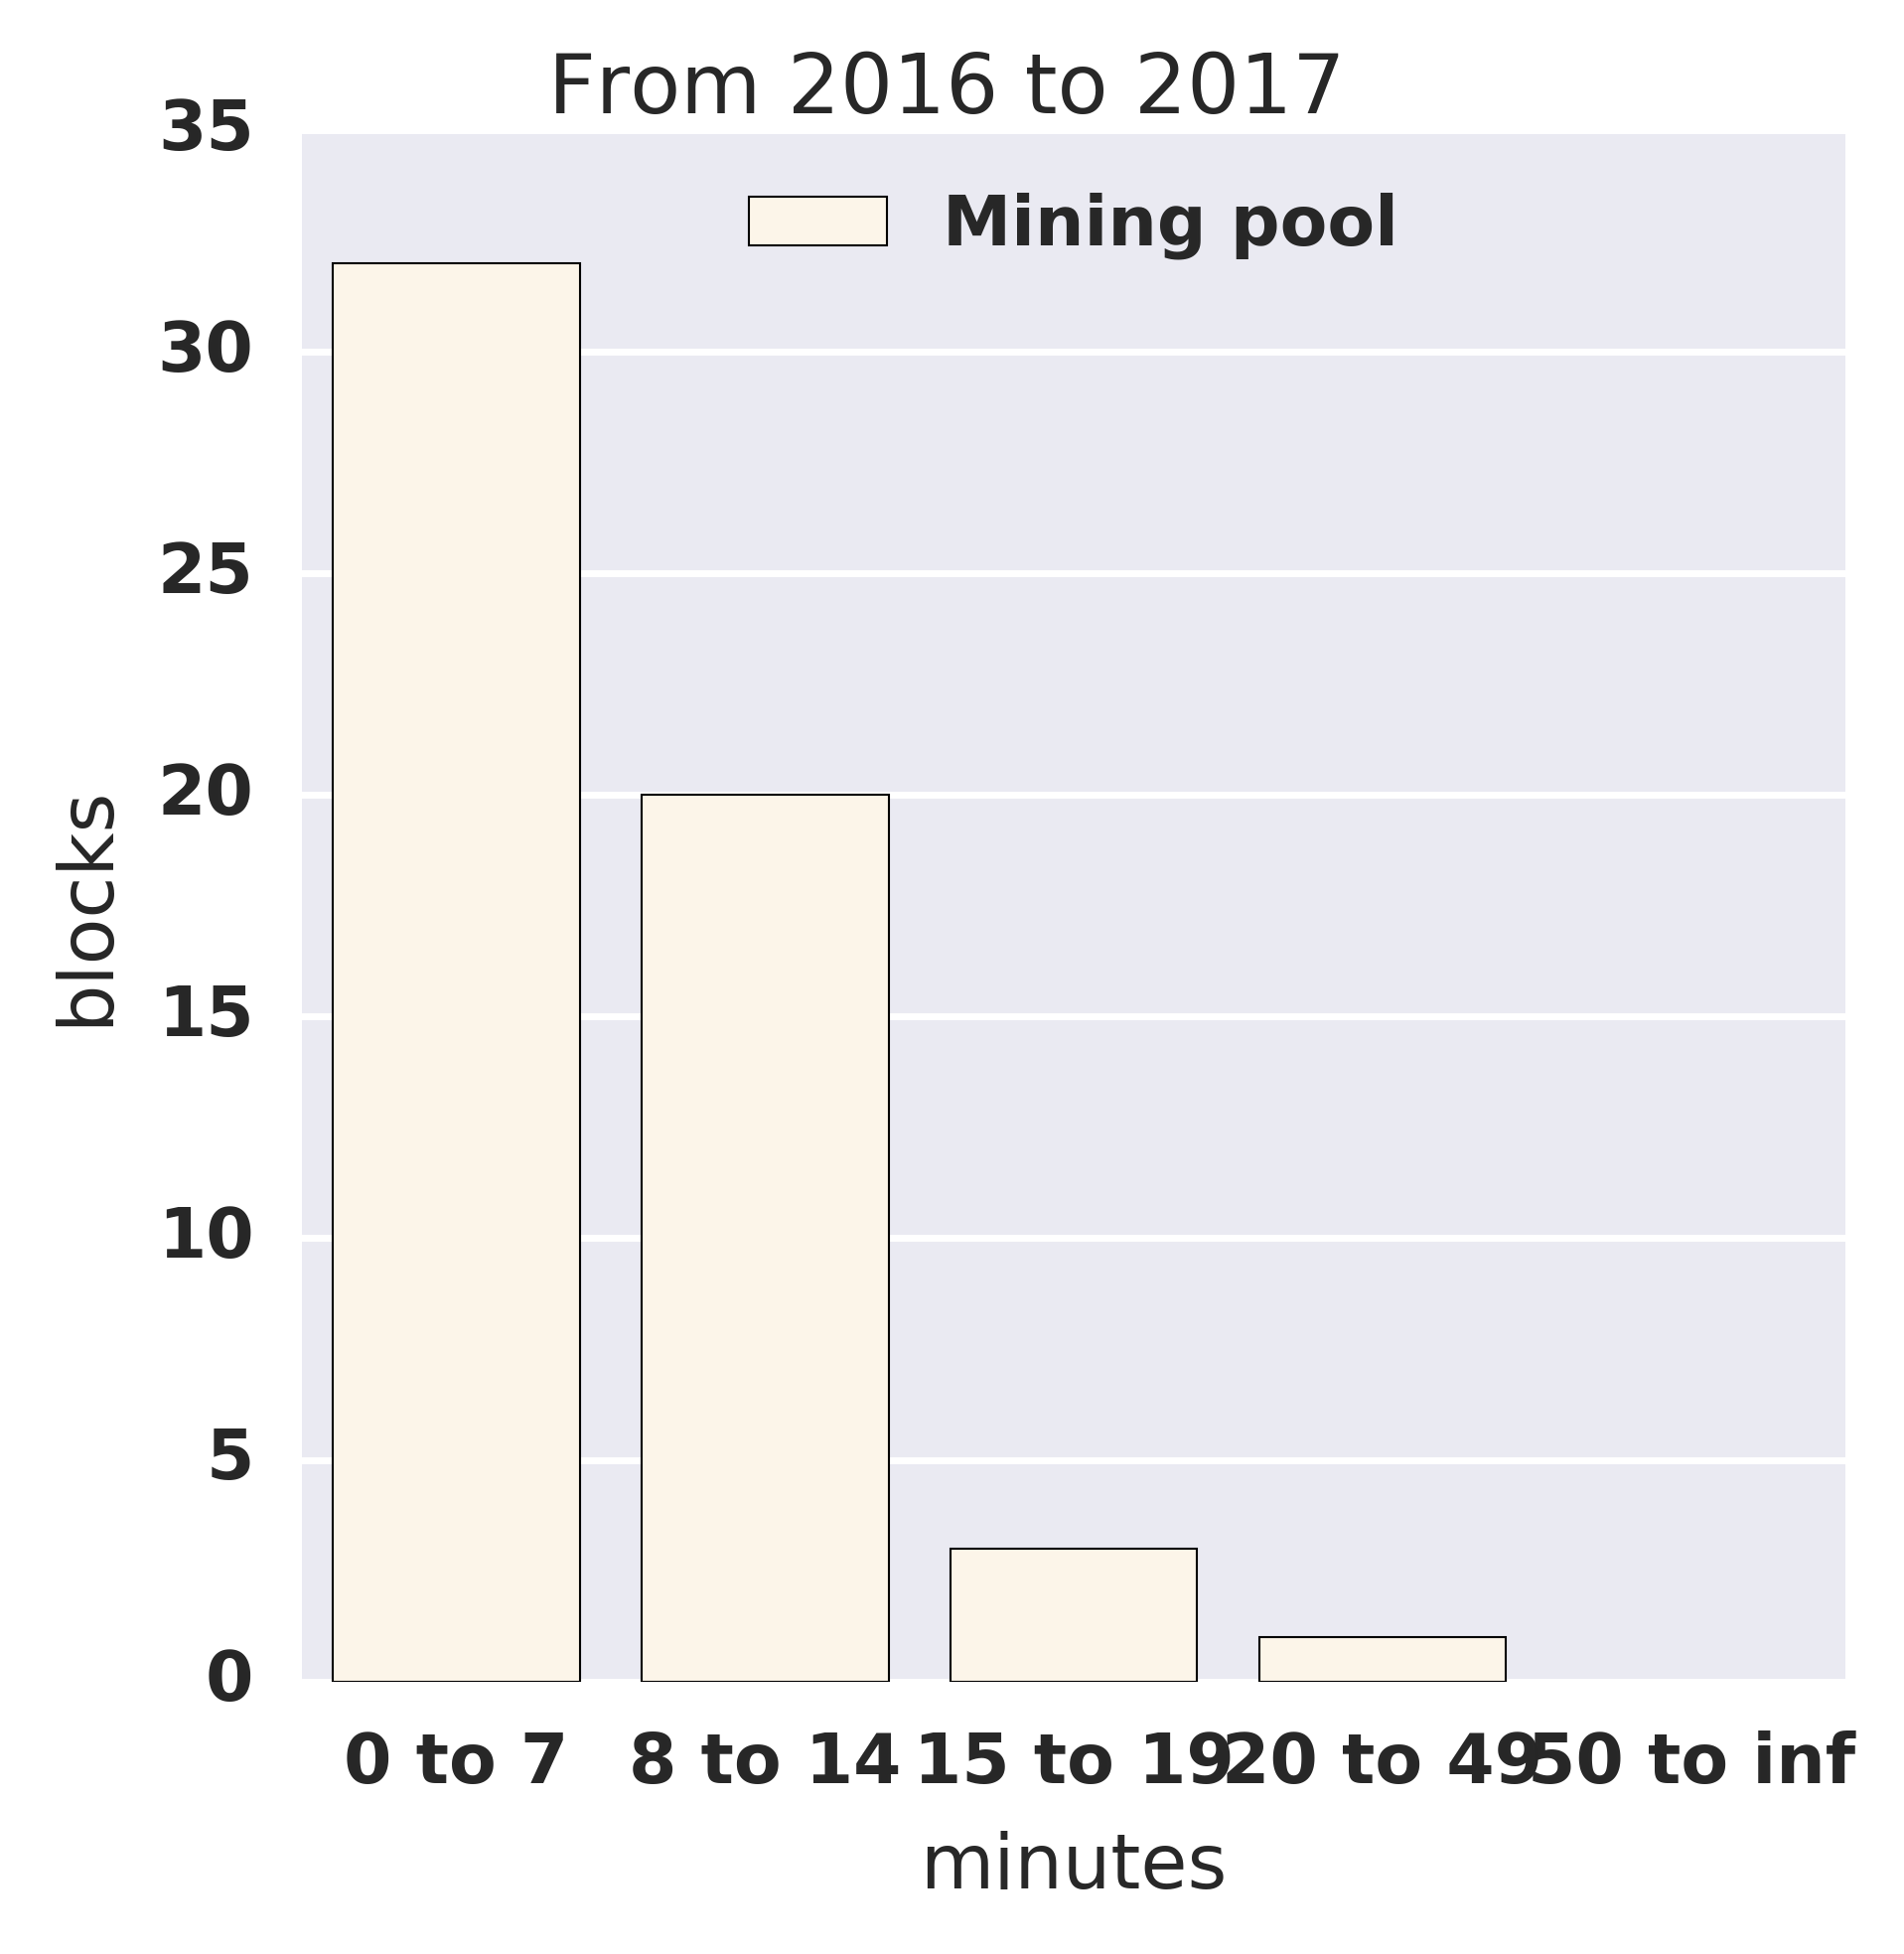 From 2016 to 2017
Mining pool
35
30
25
20
15
10
5
0
blocks
0 to 7
8 to 14
15 to 19
20 to 49
50 to inf
minutes